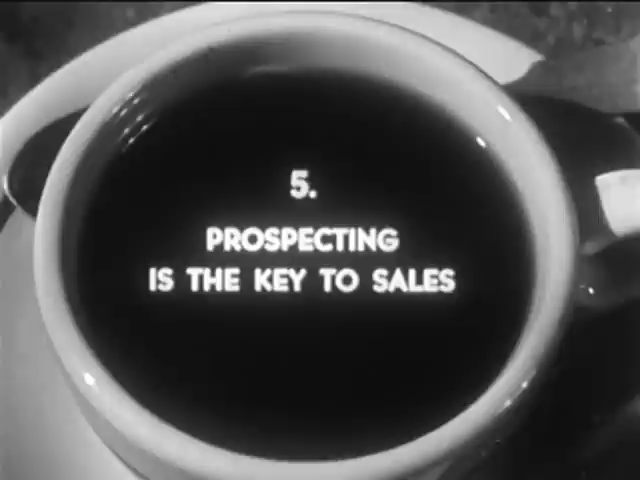 5.
PROSPECTING
IS THE KEY TO SALES